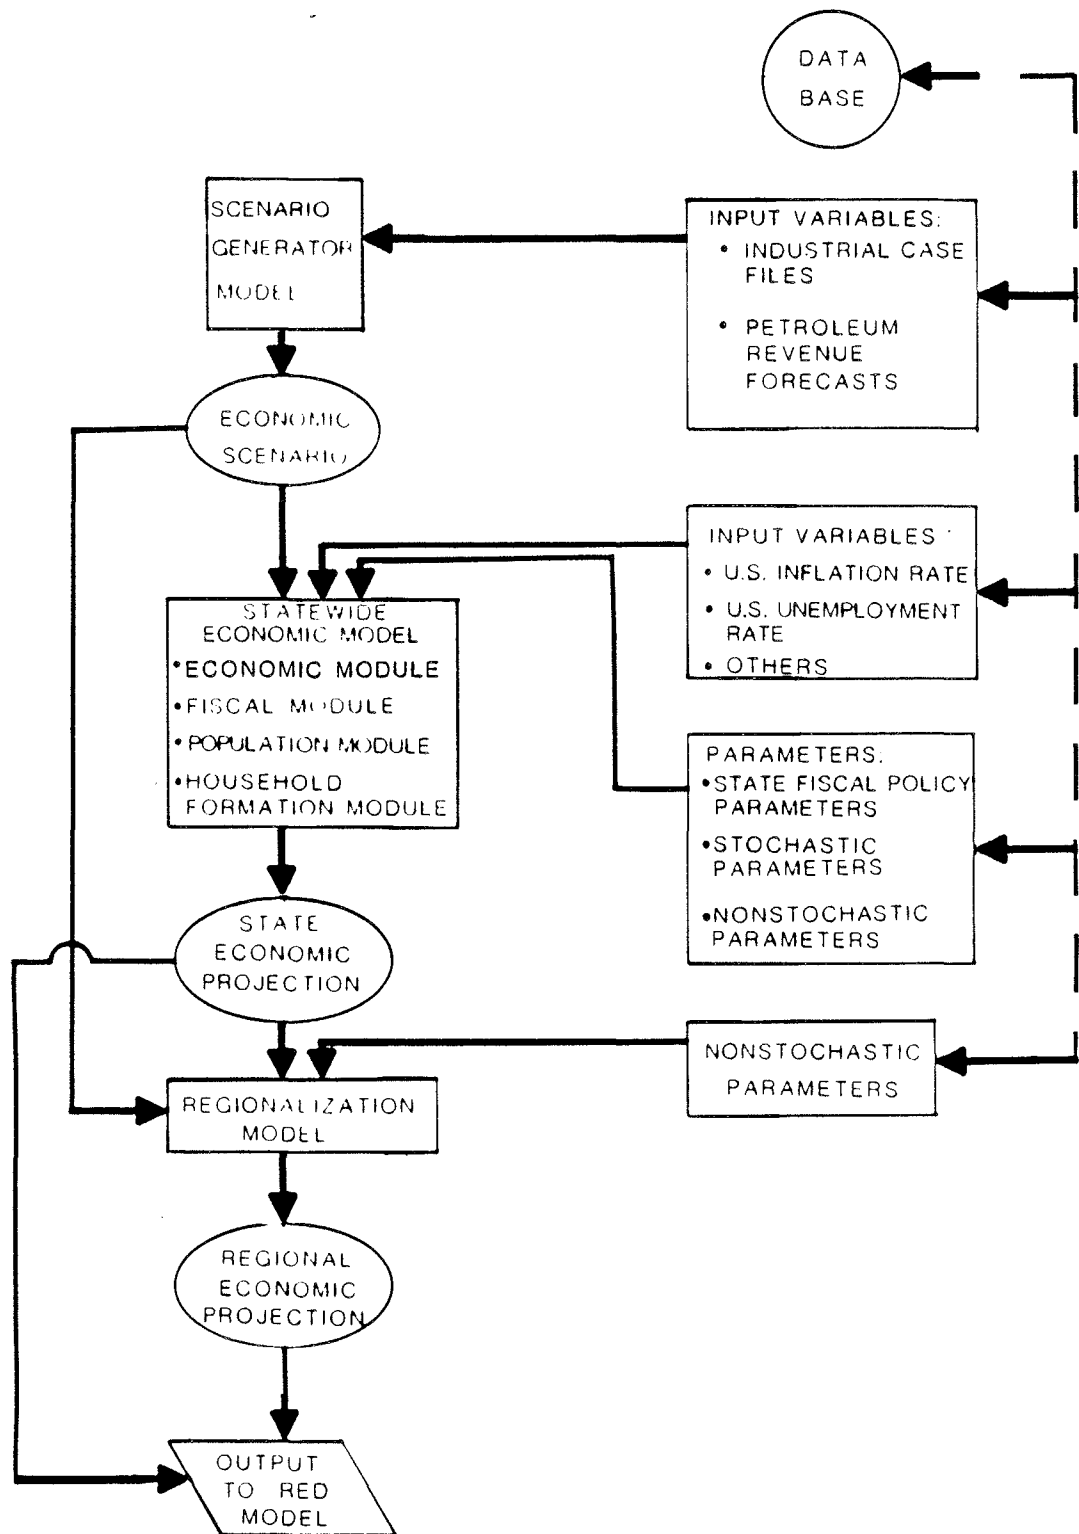 DATA
BASE
SCENARIO
GENERATOR
MODEL
INPUT VARIABLES:
• INDUSTRIAL CASE
FILES
• PETROLEUM
REVENUE
FORECASTS
ECONOMIC
SCENARIO
INPUT VARIABLES :
• U.S. INFLATION RATE
• U.S. UNEMPLOYMENT
RATE
• OTHERS
STATEWIDE
ECONOMIC MODEL
• ECONOMIC MODULE
• FISCAL MODULE
• POPULATION MODULE
• HOUSEHOLD
FORMATION MODULE
PARAMETERS:
• STATE FISCAL POLICY
PARAMETERS
• STOCHASTIC
PARAMETERS
• NONSTOCHASTIC
PARAMETERS
STATE
ECONOMIC
PROJECTION
NONSTOCHASTIC
PARAMETERS
REGIONALIZATION
MODEL
REGIONAL
ECONOMIC
PROJECTION
OUTPUT
TO RED
MODEL